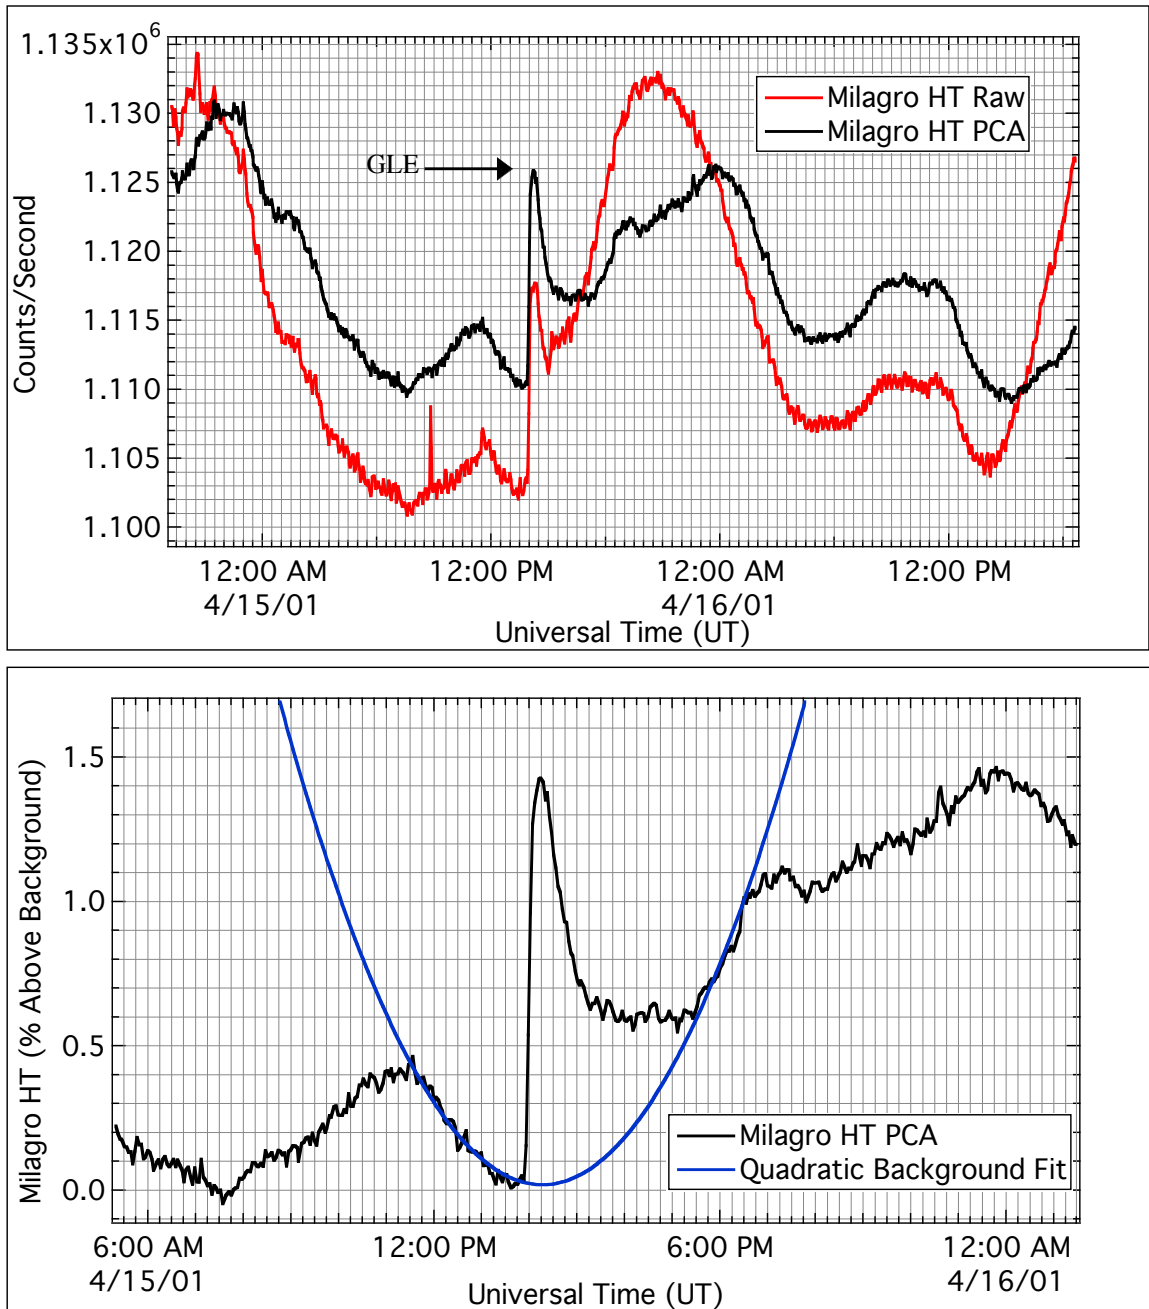 1.135x10⁶
1.130
1.125
1.120
1.115
1.110
1.105
1.100
Counts/Second
Milagro HT Raw
Milagro HT PCA
GLE
12:00 AM
4/15/01
12:00 PM
12:00 AM
4/16/01
12:00 PM
Universal Time (UT)
1.5
1.0
0.5
0.0
Milagro HT (% Above Background)
Milagro HT PCA
Quadratic Background Fit
6:00 AM
4/15/01
12:00 PM
6:00 PM
12:00 AM
4/16/01
Universal Time (UT)